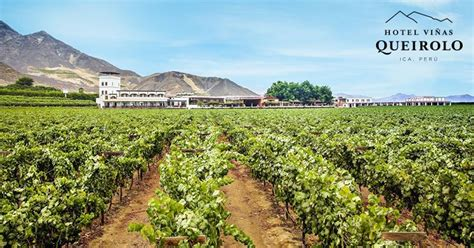 HOTEL VIÑAS
QUEIROLO
ICA, PERÚ